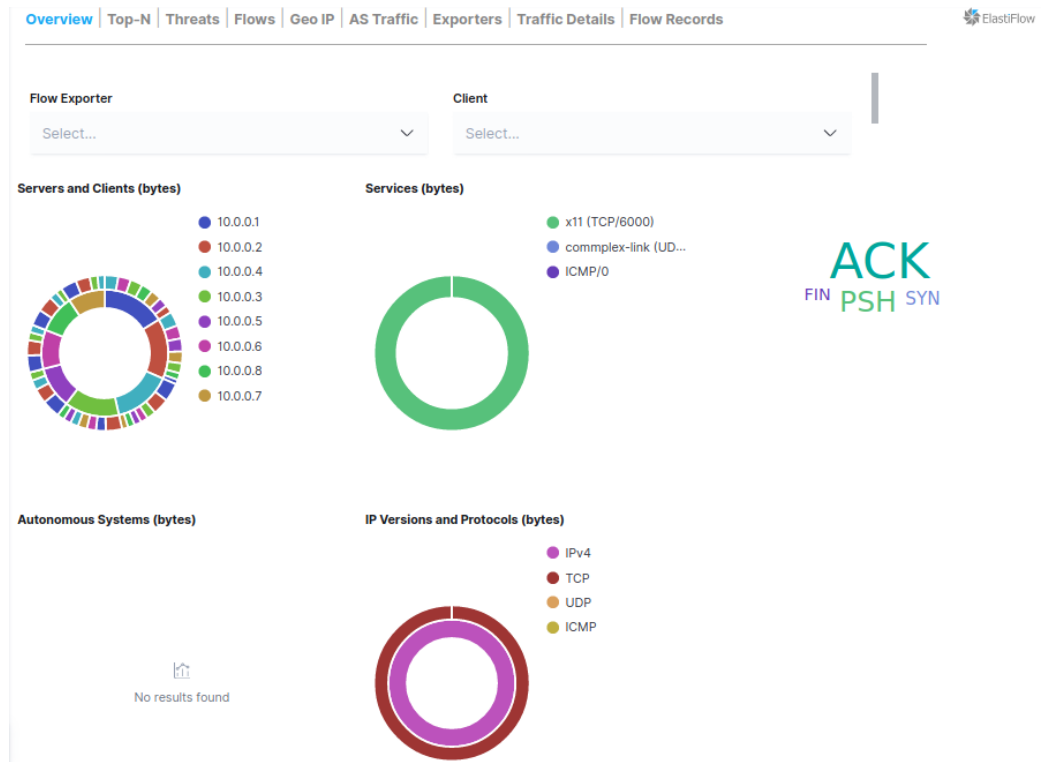 Overview | Top-N | Threats | Flows | Geo IP | AS Traffic | Exporters | Traffic Details | Flow Records
ElastiFlow
Flow Exporter
Select...
Client
Select...
Servers and Clients (bytes)
10.0.0.1
10.0.0.2
10.0.0.4
10.0.0.3
10.0.0.5
10.0.0.6
10.0.0.8
10.0.0.7
Services (bytes)
x11 (TCP/6000)
commplex-link (UD...
ICMP/0
ACK
FIN PSH SYN
Autonomous Systems (bytes)
No results found
IP Versions and Protocols (bytes)
IPv4
TCP
UDP
ICMP